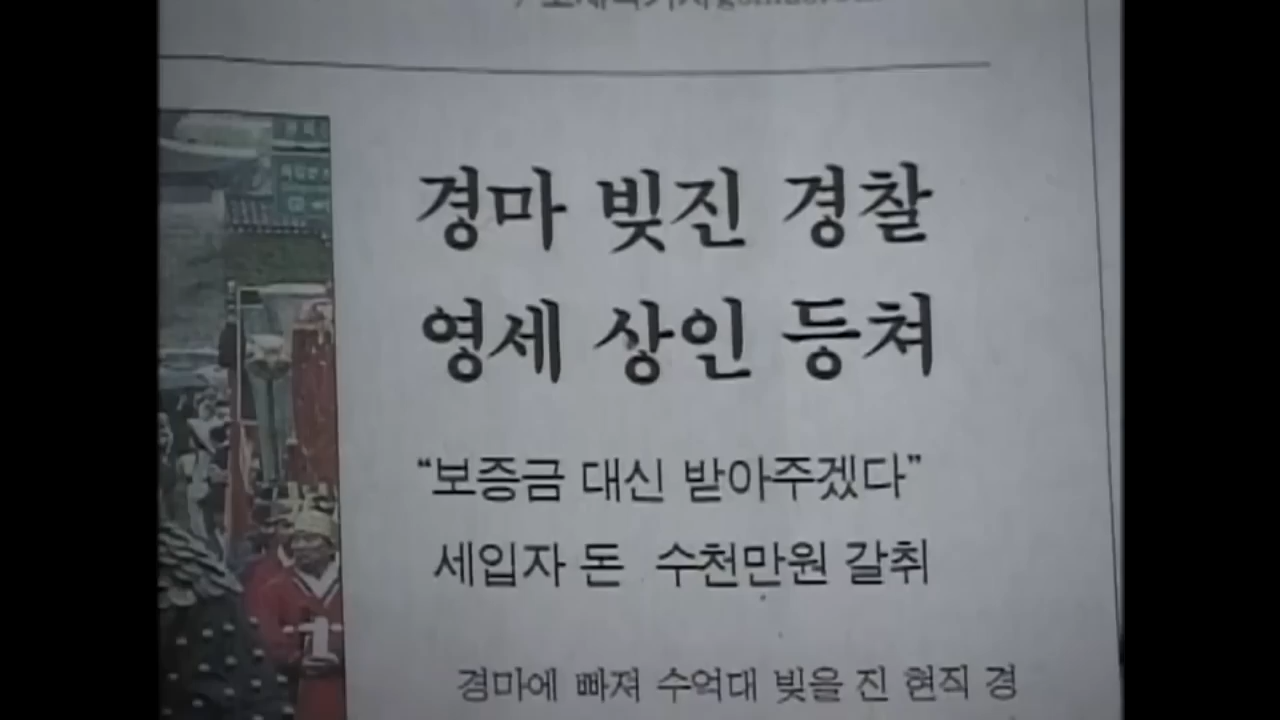 경마 빚진 경찰
영세 상인 등쳐
“보증금 대신 받아주겠다”
세입자 돈 수천만원 갈취
경마에 빠져 수억대 빚을 진 현직 경